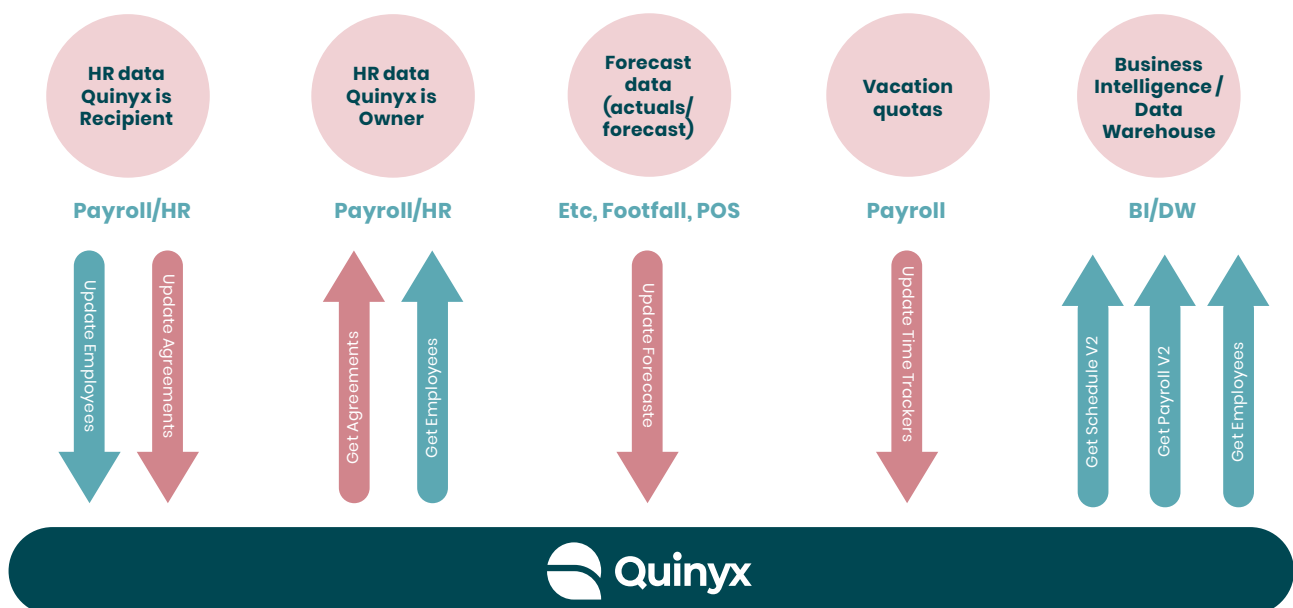 HR data
Quinyx is
Recipient
HR data
Quinyx is
Owner
Forecast
data
(actuals/
forecast)
Vacation
quotas
Business
Intelligence /
Data
Warehouse
Payroll/HR
Payroll/HR
Etc, Footfall, POS
Payroll
BI/DW
Update Employees
Update Agreements
Get Agreements
Get Employees
Update Forecaste
Update Time Trackers
Get Schedule V2
Get Payroll V2
Get Employees
Quinyx